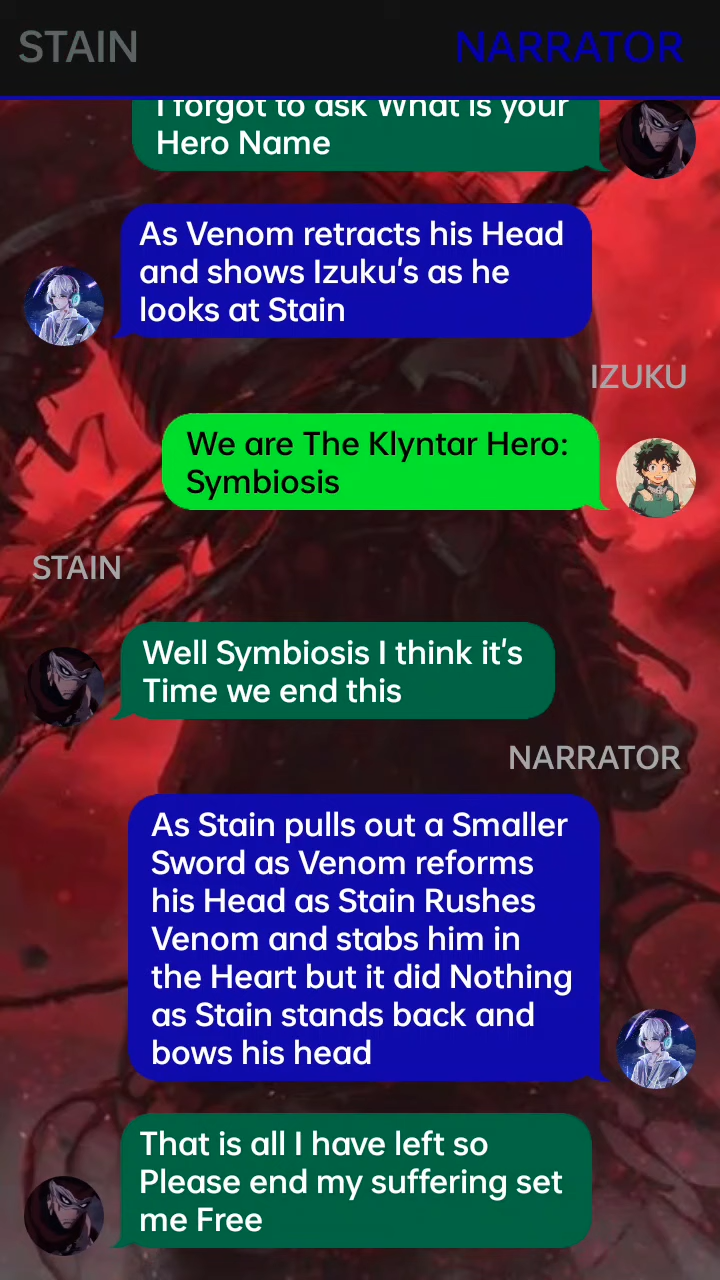 STAIN
NARRATOR
I forgot to ask What is your
Hero Name
As Venom retracts his Head
and shows Izuku's as he
looks at Stain
IZUKU
We are The Klyntar Hero:
Symbiosis
STAIN
Well Symbiosis I think it's
Time we end this
NARRATOR
As Stain pulls out a Smaller
Sword as Venom reforms
his Head as Stain Rushes
Venom and stabs him in
the Heart but it did Nothing
as Stain stands back and
bows his head
That is all I have left so
Please end my suffering set
me Free